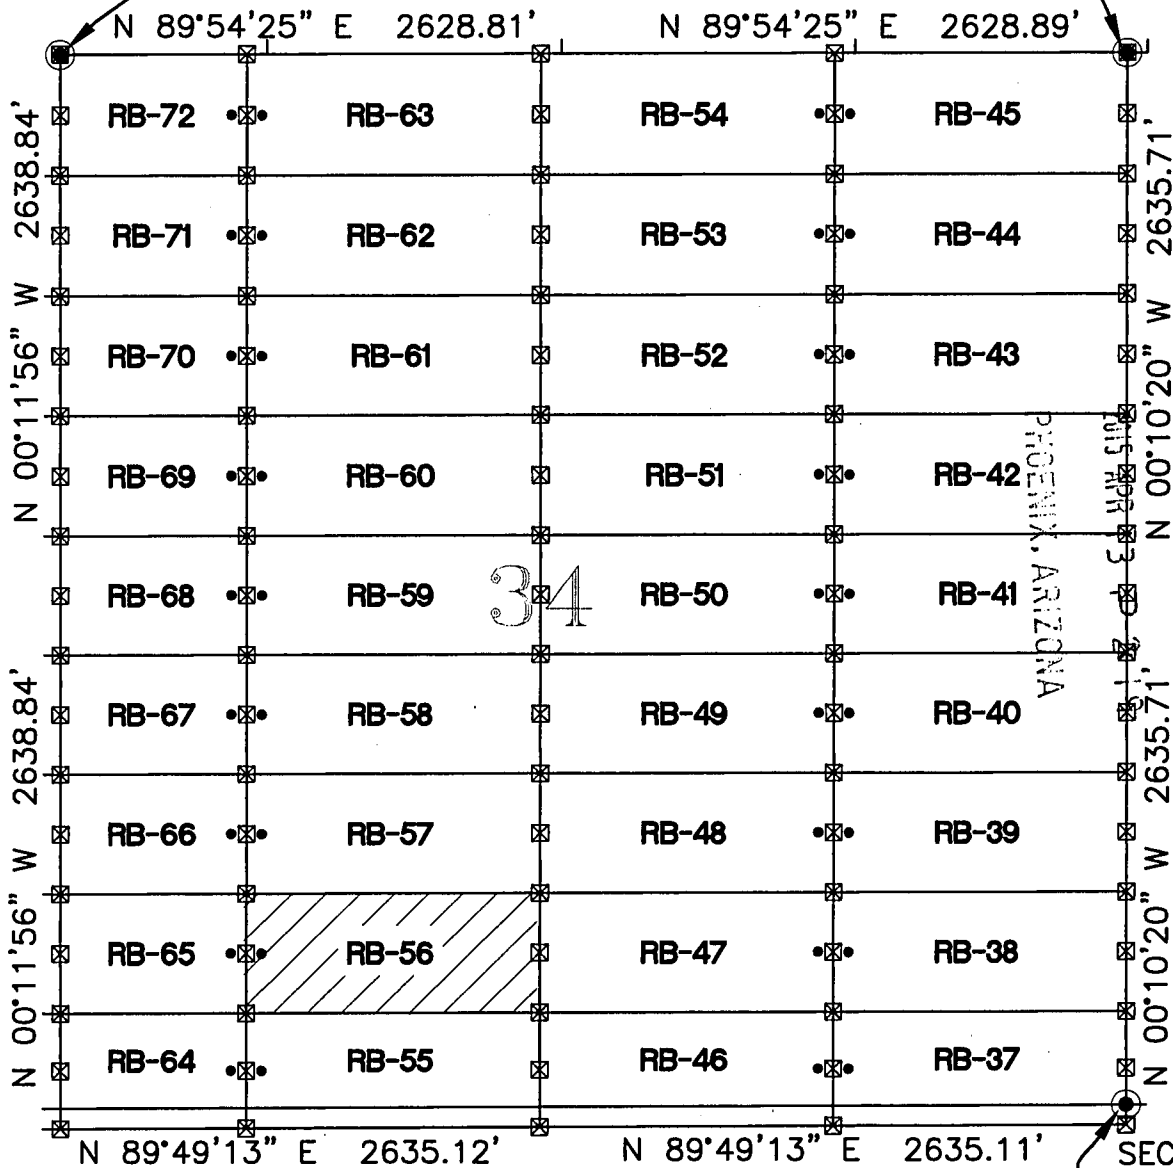 N 89°54'25" E 2628.81' N 89°54'25" E 2628.89'
RB-72 RB-63 RB-54 RB-45
N 00°11'56" W 2638.84'
N 00°10'20" W 2635.71'
RB-71 RB-62 RB-53 RB-44
RB-70 RB-61 RB-52 RB-43
RB-69 RB-60 RB-51 RB-42
PHOENIX, ARIZONA
2015 APR -3 P 2:
RB-68 RB-59 34 RB-50 RB-41
RB-67 RB-58 RB-49 RB-40
N 00°11'56" W 2638.84'
N 00°10'20" W 2635.71'
RB-66 RB-57 RB-48 RB-39
RB-65 RB-56 RB-47 RB-38
RB-64 RB-55 RB-46 RB-37
N 89°49'13" E 2635.12' N 89°49'13" E 2635.11' SEC